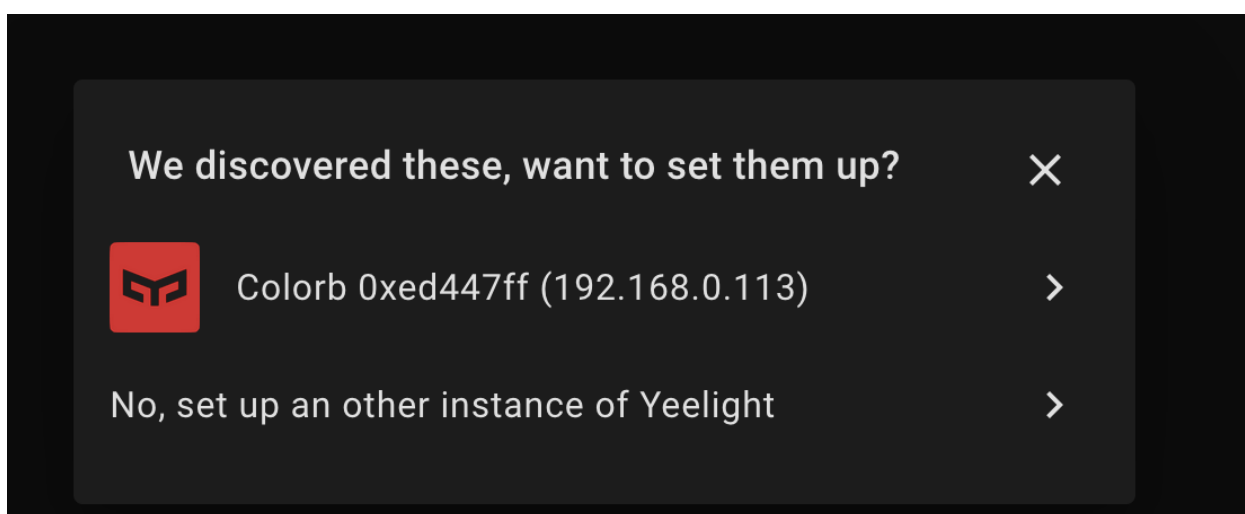 We discovered these, want to set them up?
Colorb 0xed447ff (192.168.0.113)
No, set up an other instance of Yeelight